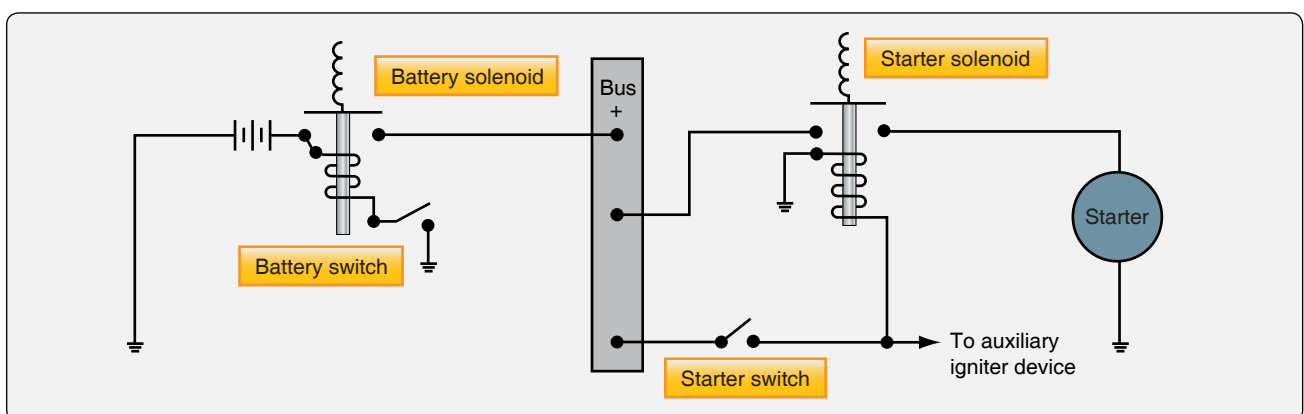 Battery solenoid
Starter solenoid
Bus
+
Starter
Battery switch
To auxiliary
igniter device
Starter switch